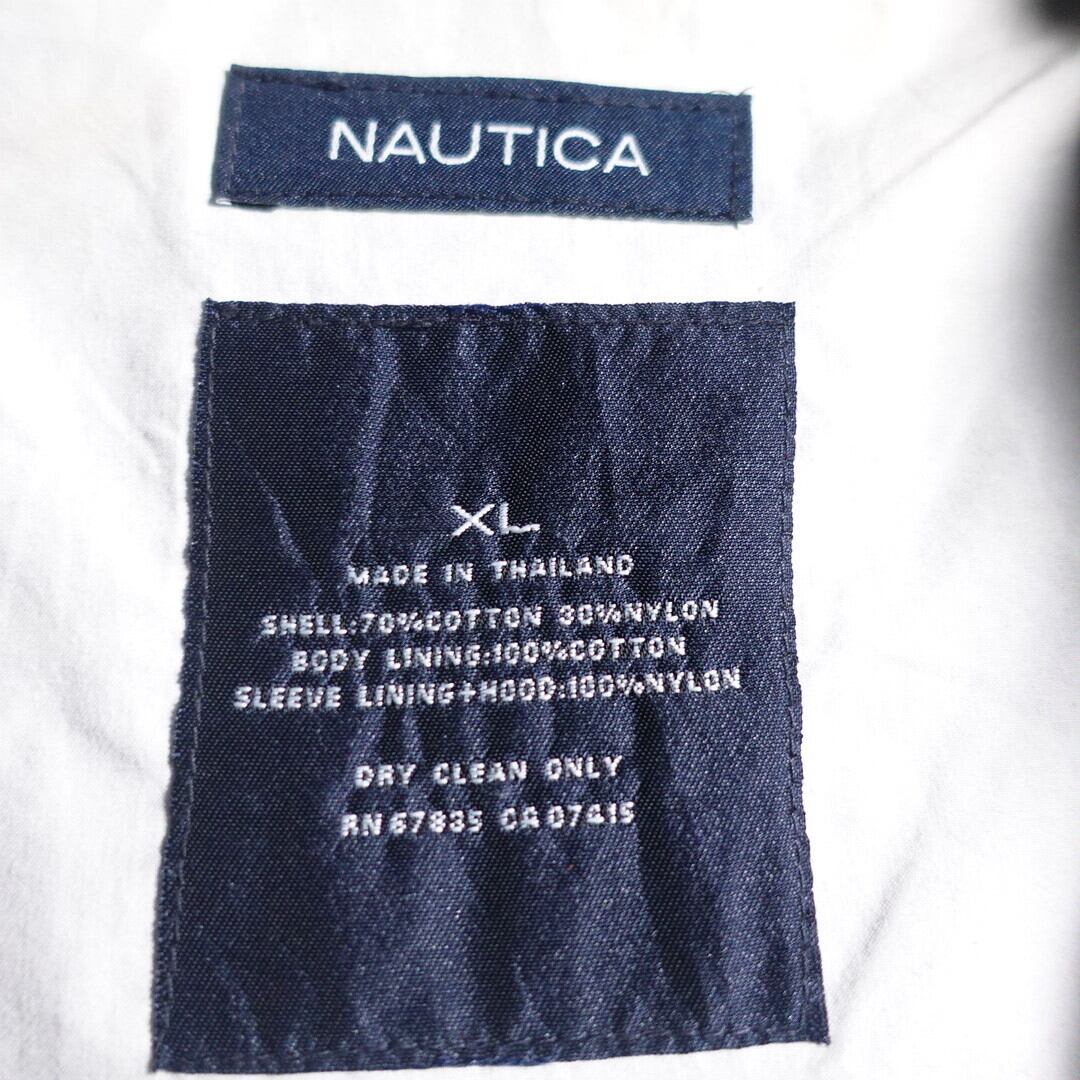 NAUTICA
XL
MADE IN THAILAND
SHELL:70%COTTON 30%NYLON
BODY LINING:100%COTTON
SLEEVE LINING+HOOD:100%NYLON
DRY CLEAN ONLY
RN 67835 CA 07415